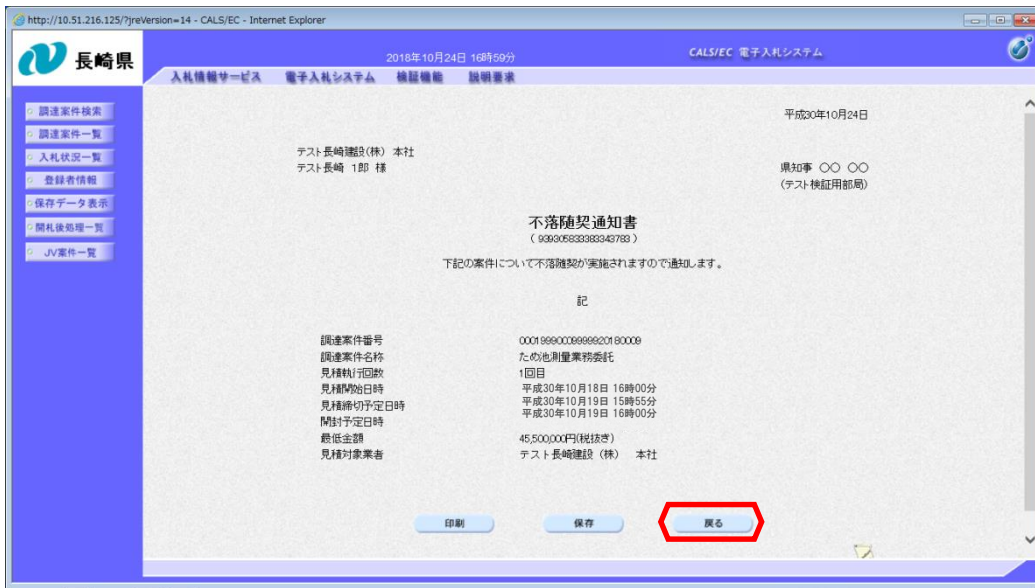 http://10.51.216.125/?jreVersion=14 - CALS/EC - Internet Explorer
長崎県
2018年10月24日 16時59分
CALS/EC 電子入札システム
入札情報サービス 電子入札システム 検証機能 説明要求
調達案件検索
調達案件一覧
入札状況一覧
登録者情報
保存データ表示
開札後処理一覧
JV案件一覧
平成30年10月24日
テスト長崎建設(株) 本社
テスト長崎 1郎 様
県知事 〇〇 〇〇
(テスト検証用部局)
不落随契通知書
下記の案件について不落随契が実施されますので通知します。
記
調達案件番号
調達案件名称 ため池測量業務委託
見積執行回数 1回目
見積開始日時 平成30年10月18日 16時00分
見積締切予定日時 平成30年10月19日 15時55分
開封予定日時 平成30年10月19日 16時00分
最低金額 45,500,000円(税抜き)
見積対象業者 テスト長崎建設(株) 本社
印刷 保存 戻る